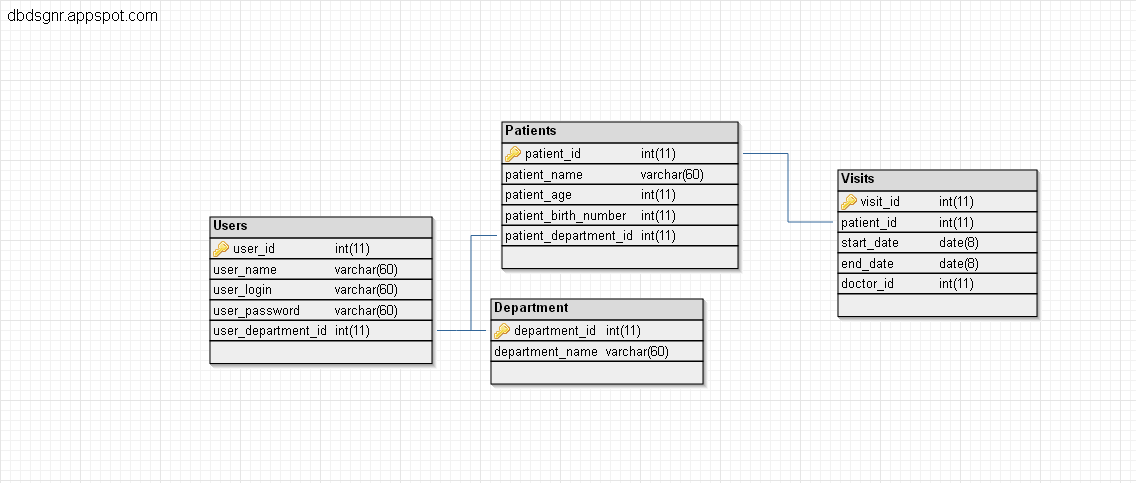 dbdsgnr.appspot.com
Patients
patient_id int(11)
patient_name varchar(60)
patient_age int(11)
patient_birth_number int(11)
patient_department_id int(11)
Visits
visit_id int(11)
patient_id int(11)
start_date date(8)
end_date date(8)
doctor_id int(11)
Users
user_id int(11)
user_name varchar(60)
user_login varchar(60)
user_password varchar(60)
user_department_id int(11)
Department
department_id int(11)
department_name varchar(60)